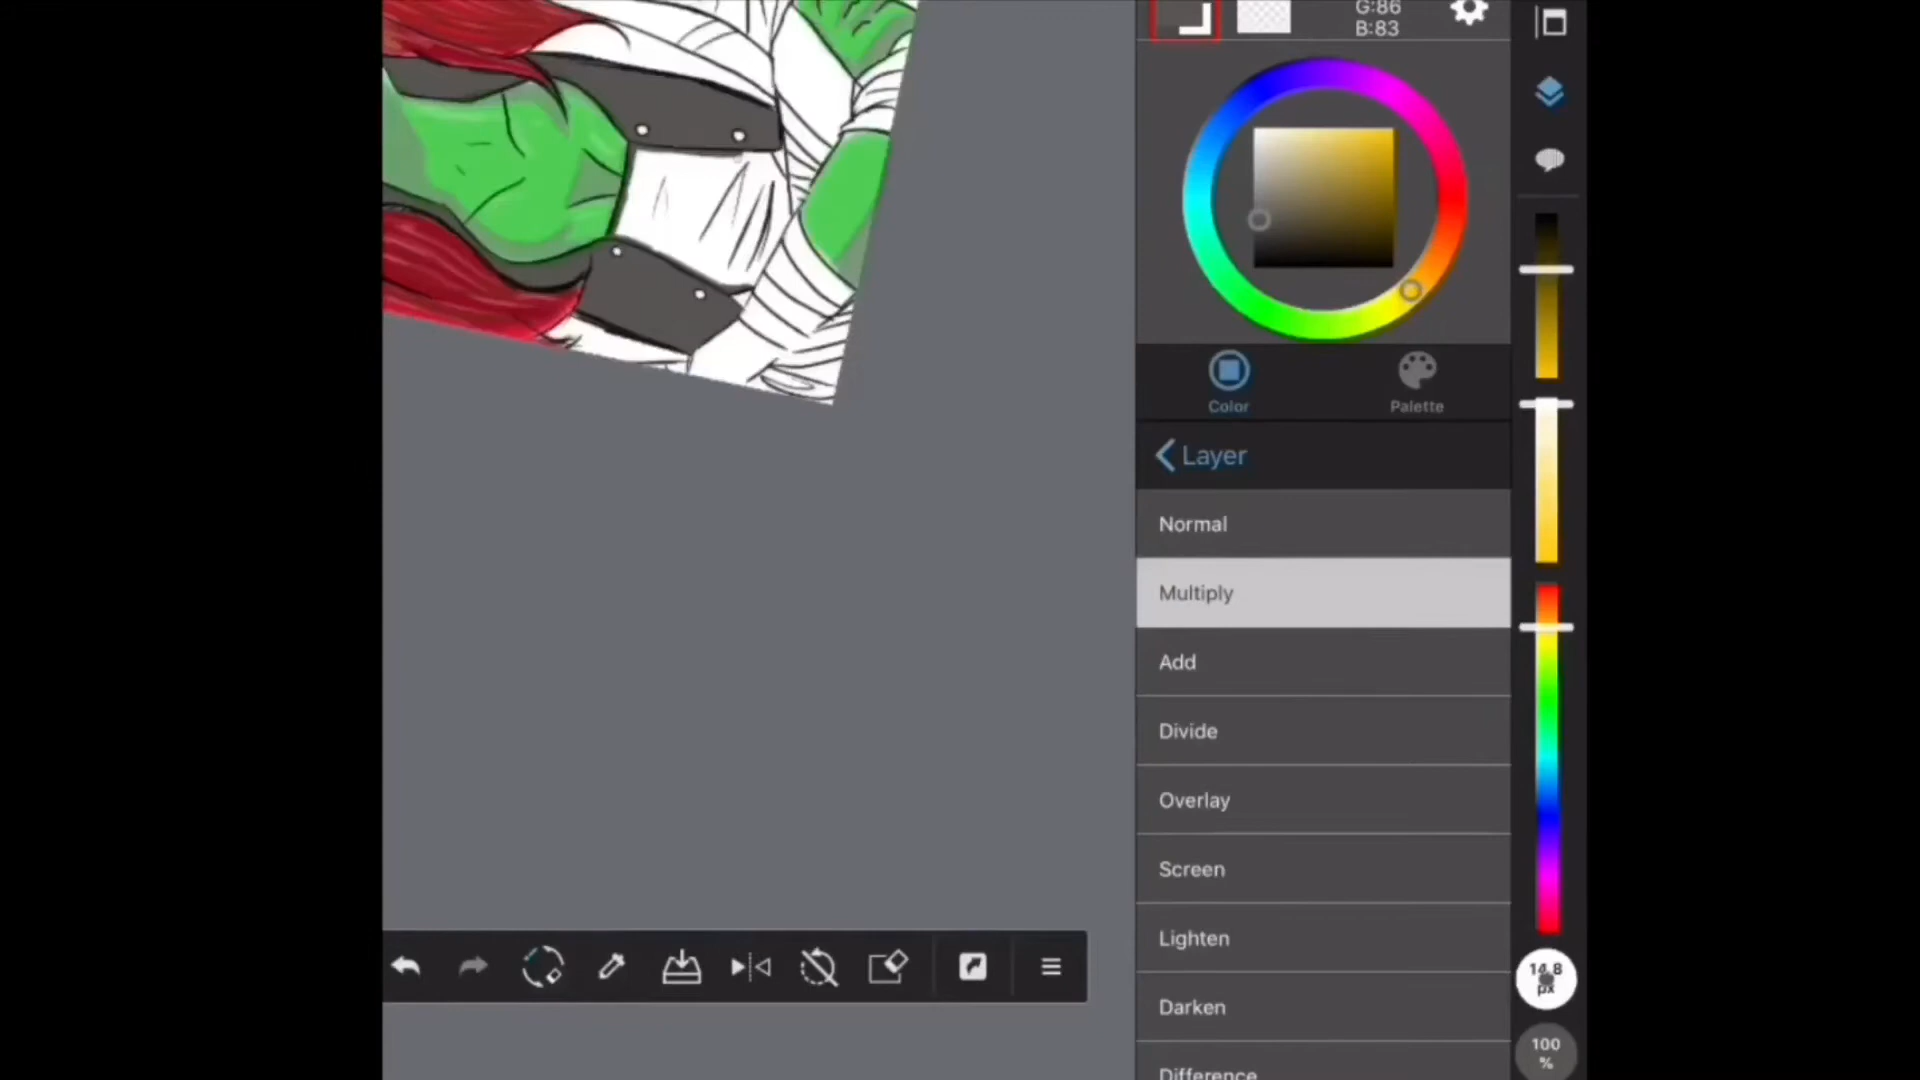 G:86
B:83
Color
Palette
Layer
Normal
Multiply
Add
Divide
Overlay
Screen
Lighten
Darken
Difference
14.8
px
100
%